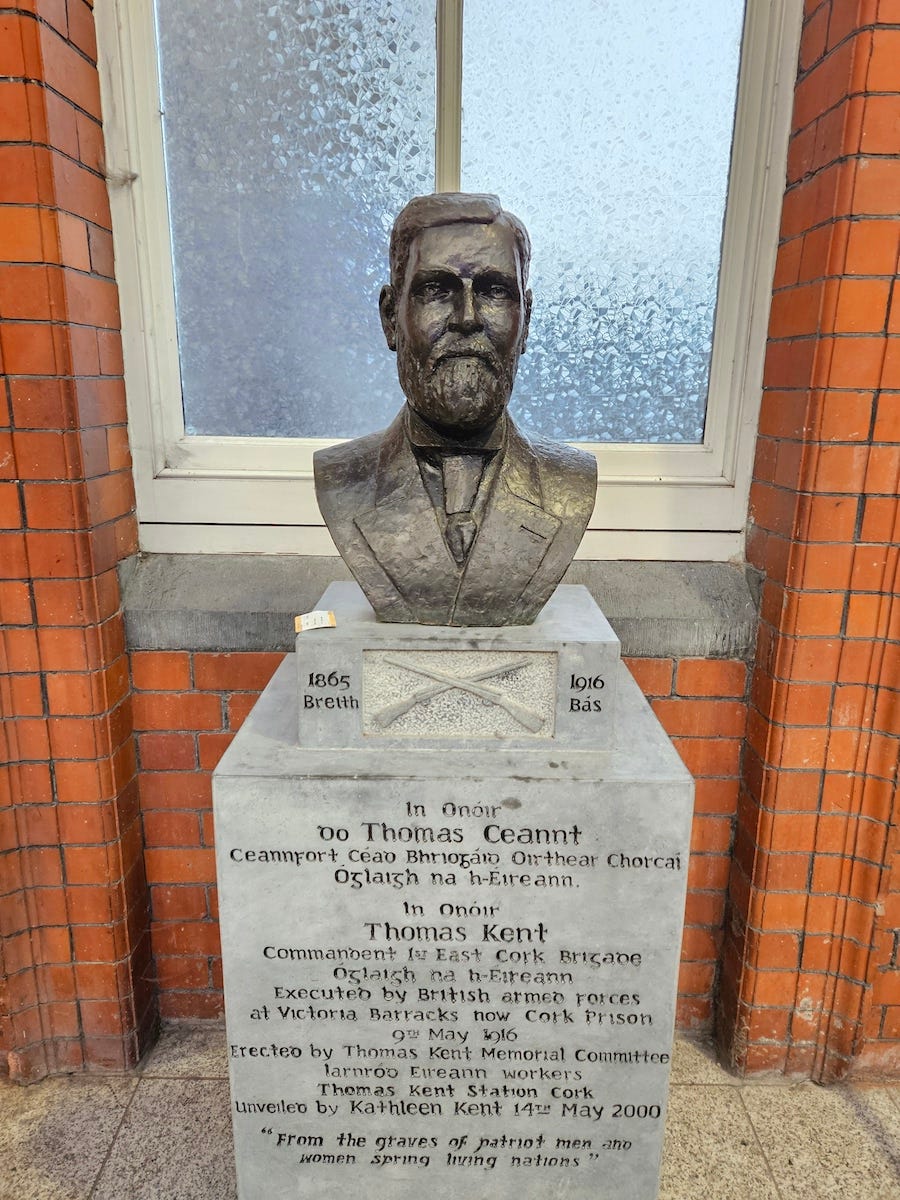 1865
Breith
1916
Bás
In Onóir
do Thomas Ceannt
Ceannfort Céad Bhriogáid Oirthear Chorcaí
Óglaigh na h-Eireann.
In Onóir
Thomas Kent
Commandent 1st East Cork Brigade
Óglaigh na h-Eireann
Executed by British armed forces
at Victoria Barracks now Cork Prison
9TH May 1916
Erected by Thomas Kent Memorial Committee
Iarnród Eireann workers
Thomas Kent Station Cork
Unveiled by Kathleen Kent 14TH May 2000
"From the graves of patriot men and
women spring living nations"